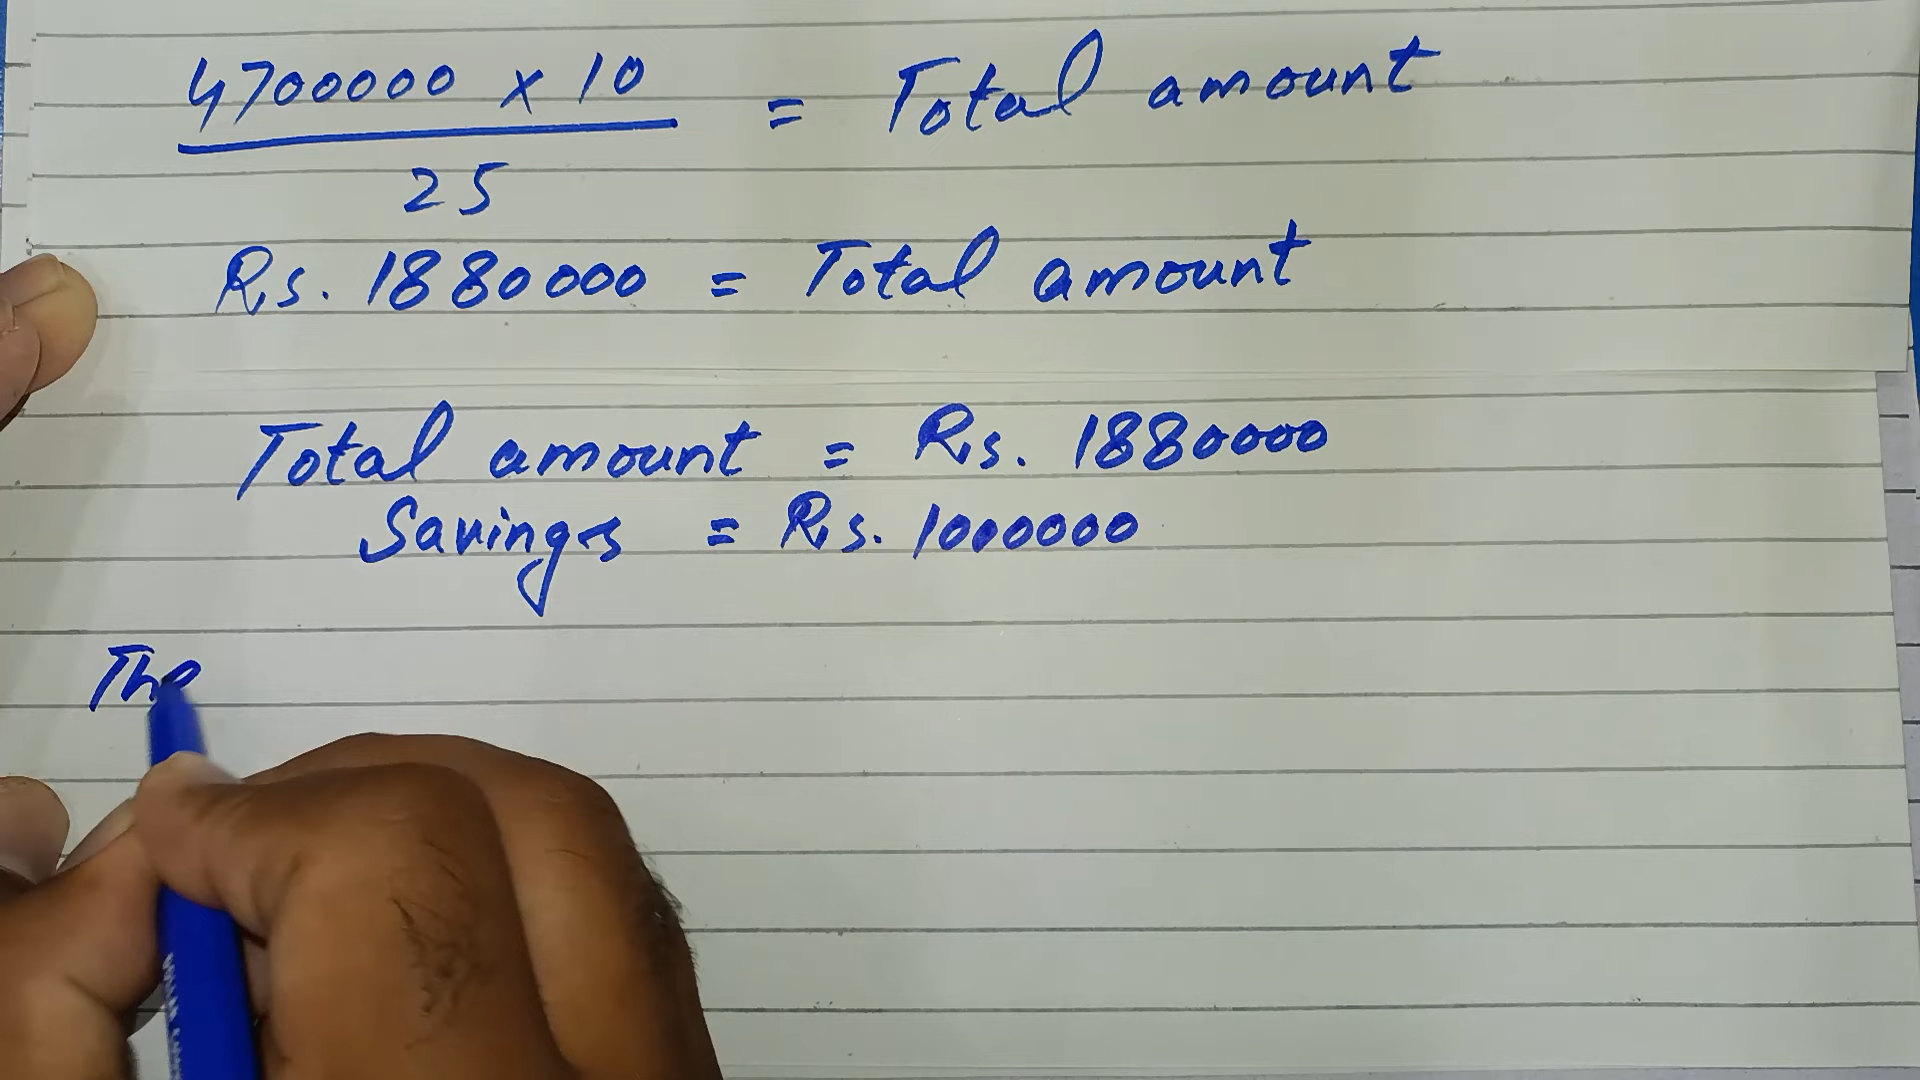 4700000 x 10 = Total amount
25
Rs. 1880000 = Total amount
Total amount = Rs. 1880000
Savings = Rs. 1000000
The